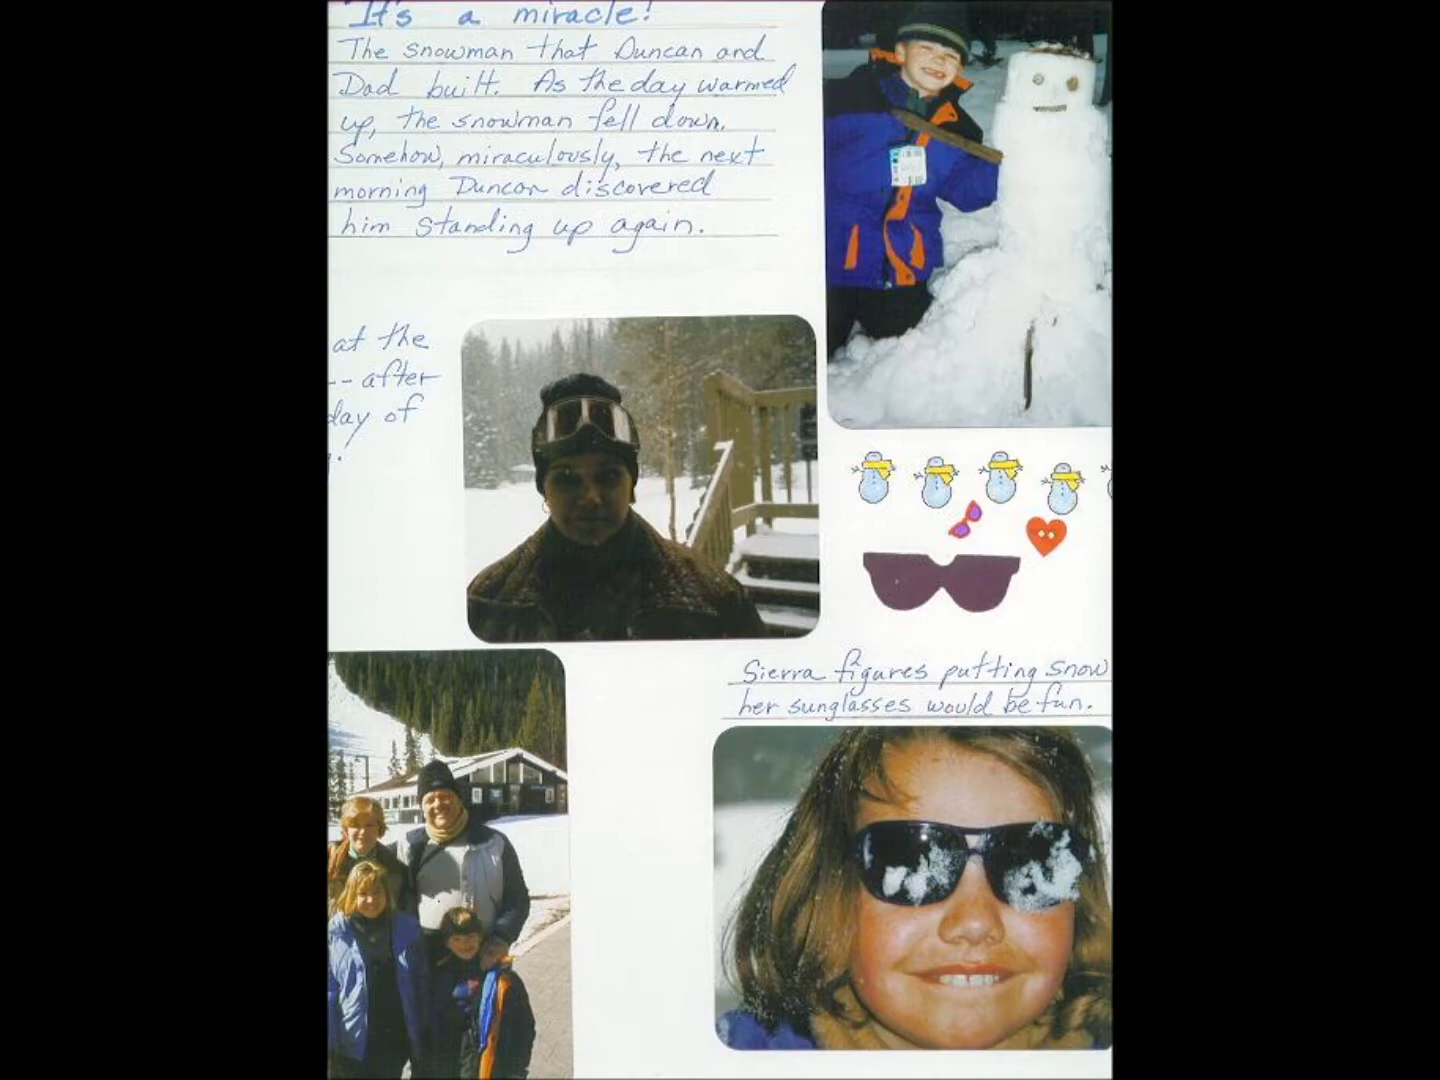 It's a miracle!
The snowman that Duncan and
Dad built. As the day warmed
up, the snowman fell down.
Somehow, miraculously, the next
morning Duncan discovered
him standing up again.
at the
-- after
day of
Sierra figures putting snow
her sunglasses would be fun.